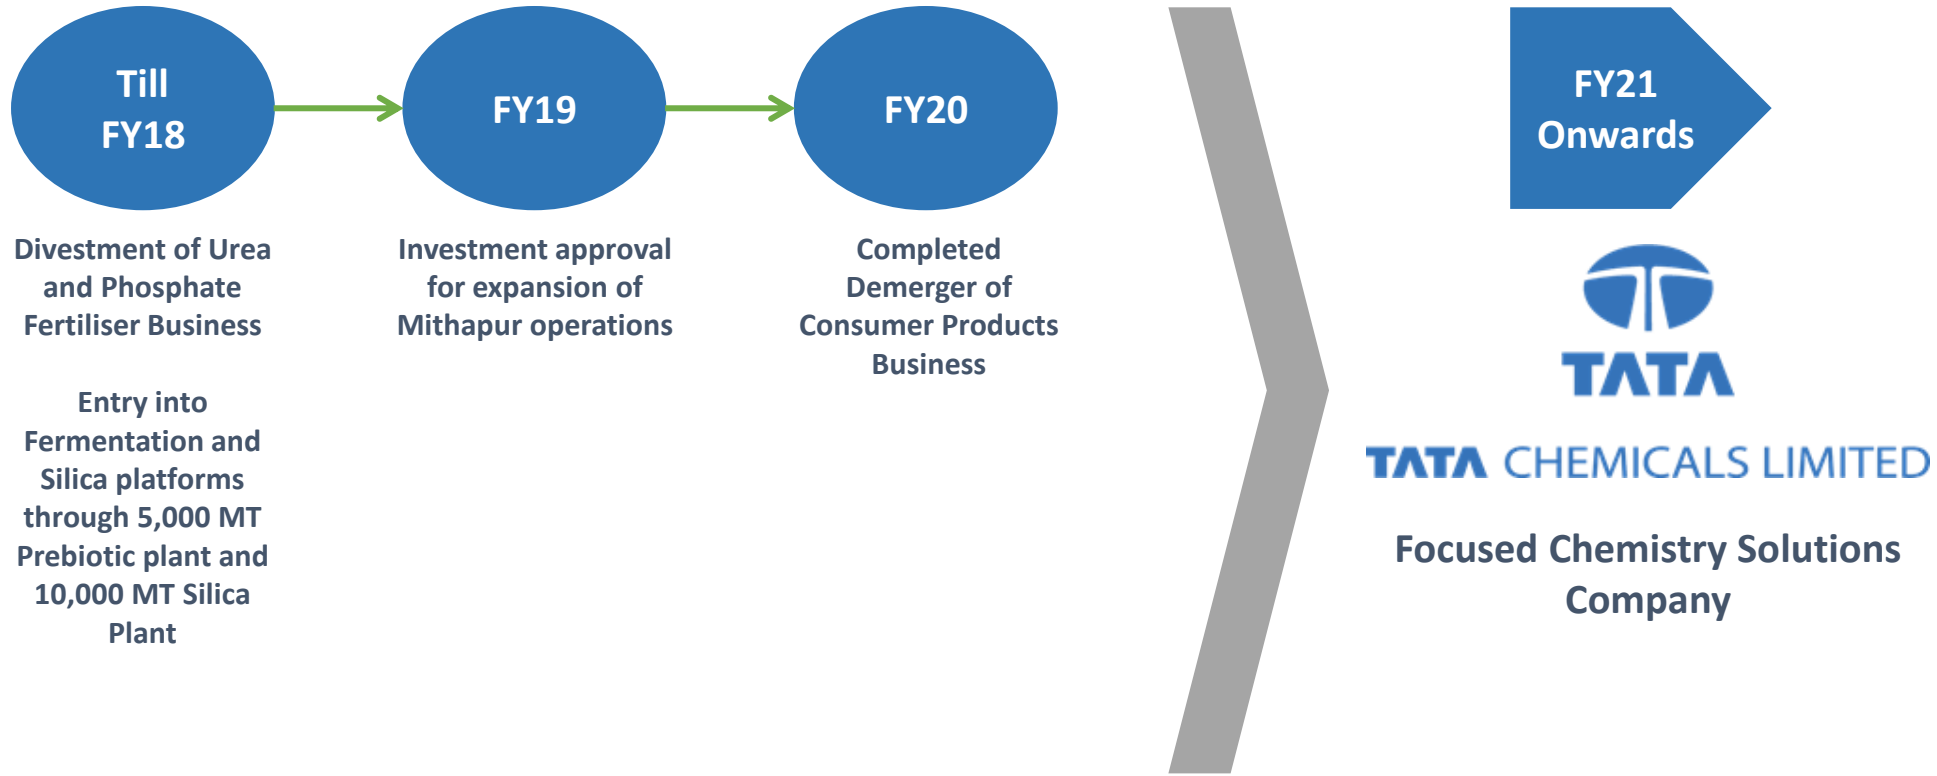 Till
FY18
FY19
FY20
FY21
Onwards
Divestment of Urea
and Phosphate
Fertiliser Business
Entry into
Fermentation and
Silica platforms
through 5,000 MT
Prebiotic plant and
10,000 MT Silica
Plant
Investment approval
for expansion of
Mithapur operations
Completed
Demerger of
Consumer Products
Business
TATA
TATA CHEMICALS LIMITED
Focused Chemistry Solutions
Company